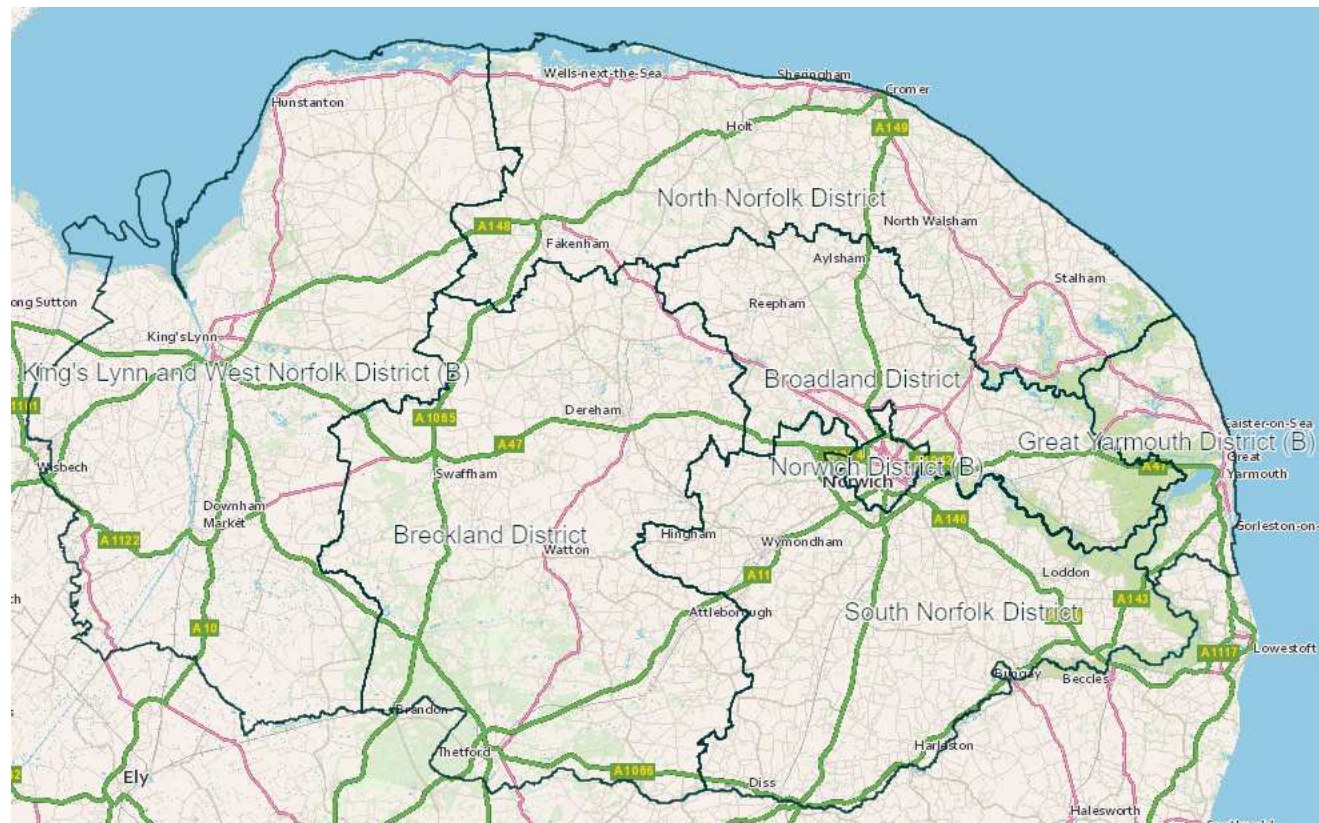 Wells-next-the-Sea
Sheringham
Cromer
Hunstanton
Holt
A149
North Norfolk District
North Walsham
A148
Fakenham
Aylsham
Stalham
ong Sutton
Reepham
King's Lynn
King's Lynn and West Norfolk District (B)
Broadland District
A1101
A1065
Dereham
Caister-on-Sea
A47
Great Yarmouth District (B)
Wisbech
Swaffham
Norwich District (B)
A47
Great
Yarmouth
Norwich
Downham
Market
A146
Gorleston-on-
A1122
Breckland District
Hingham
Wymondham
Watton
A11
Loddon
ch
A143
Attleborough
South Norfolk District
A10
A1117
Lowestoft
Bungay
Beccles
Brandon
Thetford
Harleston
Ely
A1066
Diss
Halesworth